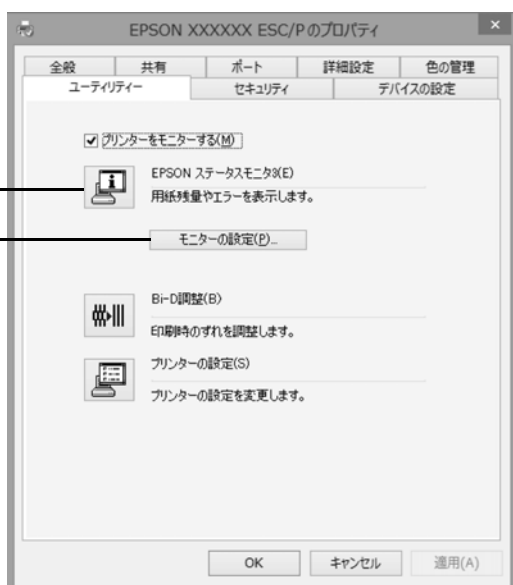 EPSON XXXXXX ESC/Pのプロパティ
全般 共有 ポート 詳細設定 色の管理
ユーティリティー セキュリティ デバイスの設定
プリンターをモニターする(M)
EPSON ステータスモニタ3(E)
用紙残量やエラーを表示します。
モニターの設定(P)...
Bi-D調整(B)
印刷時のずれを調整します。
プリンターの設定(S)
プリンターの設定を変更します。
OK キャンセル 適用(A)